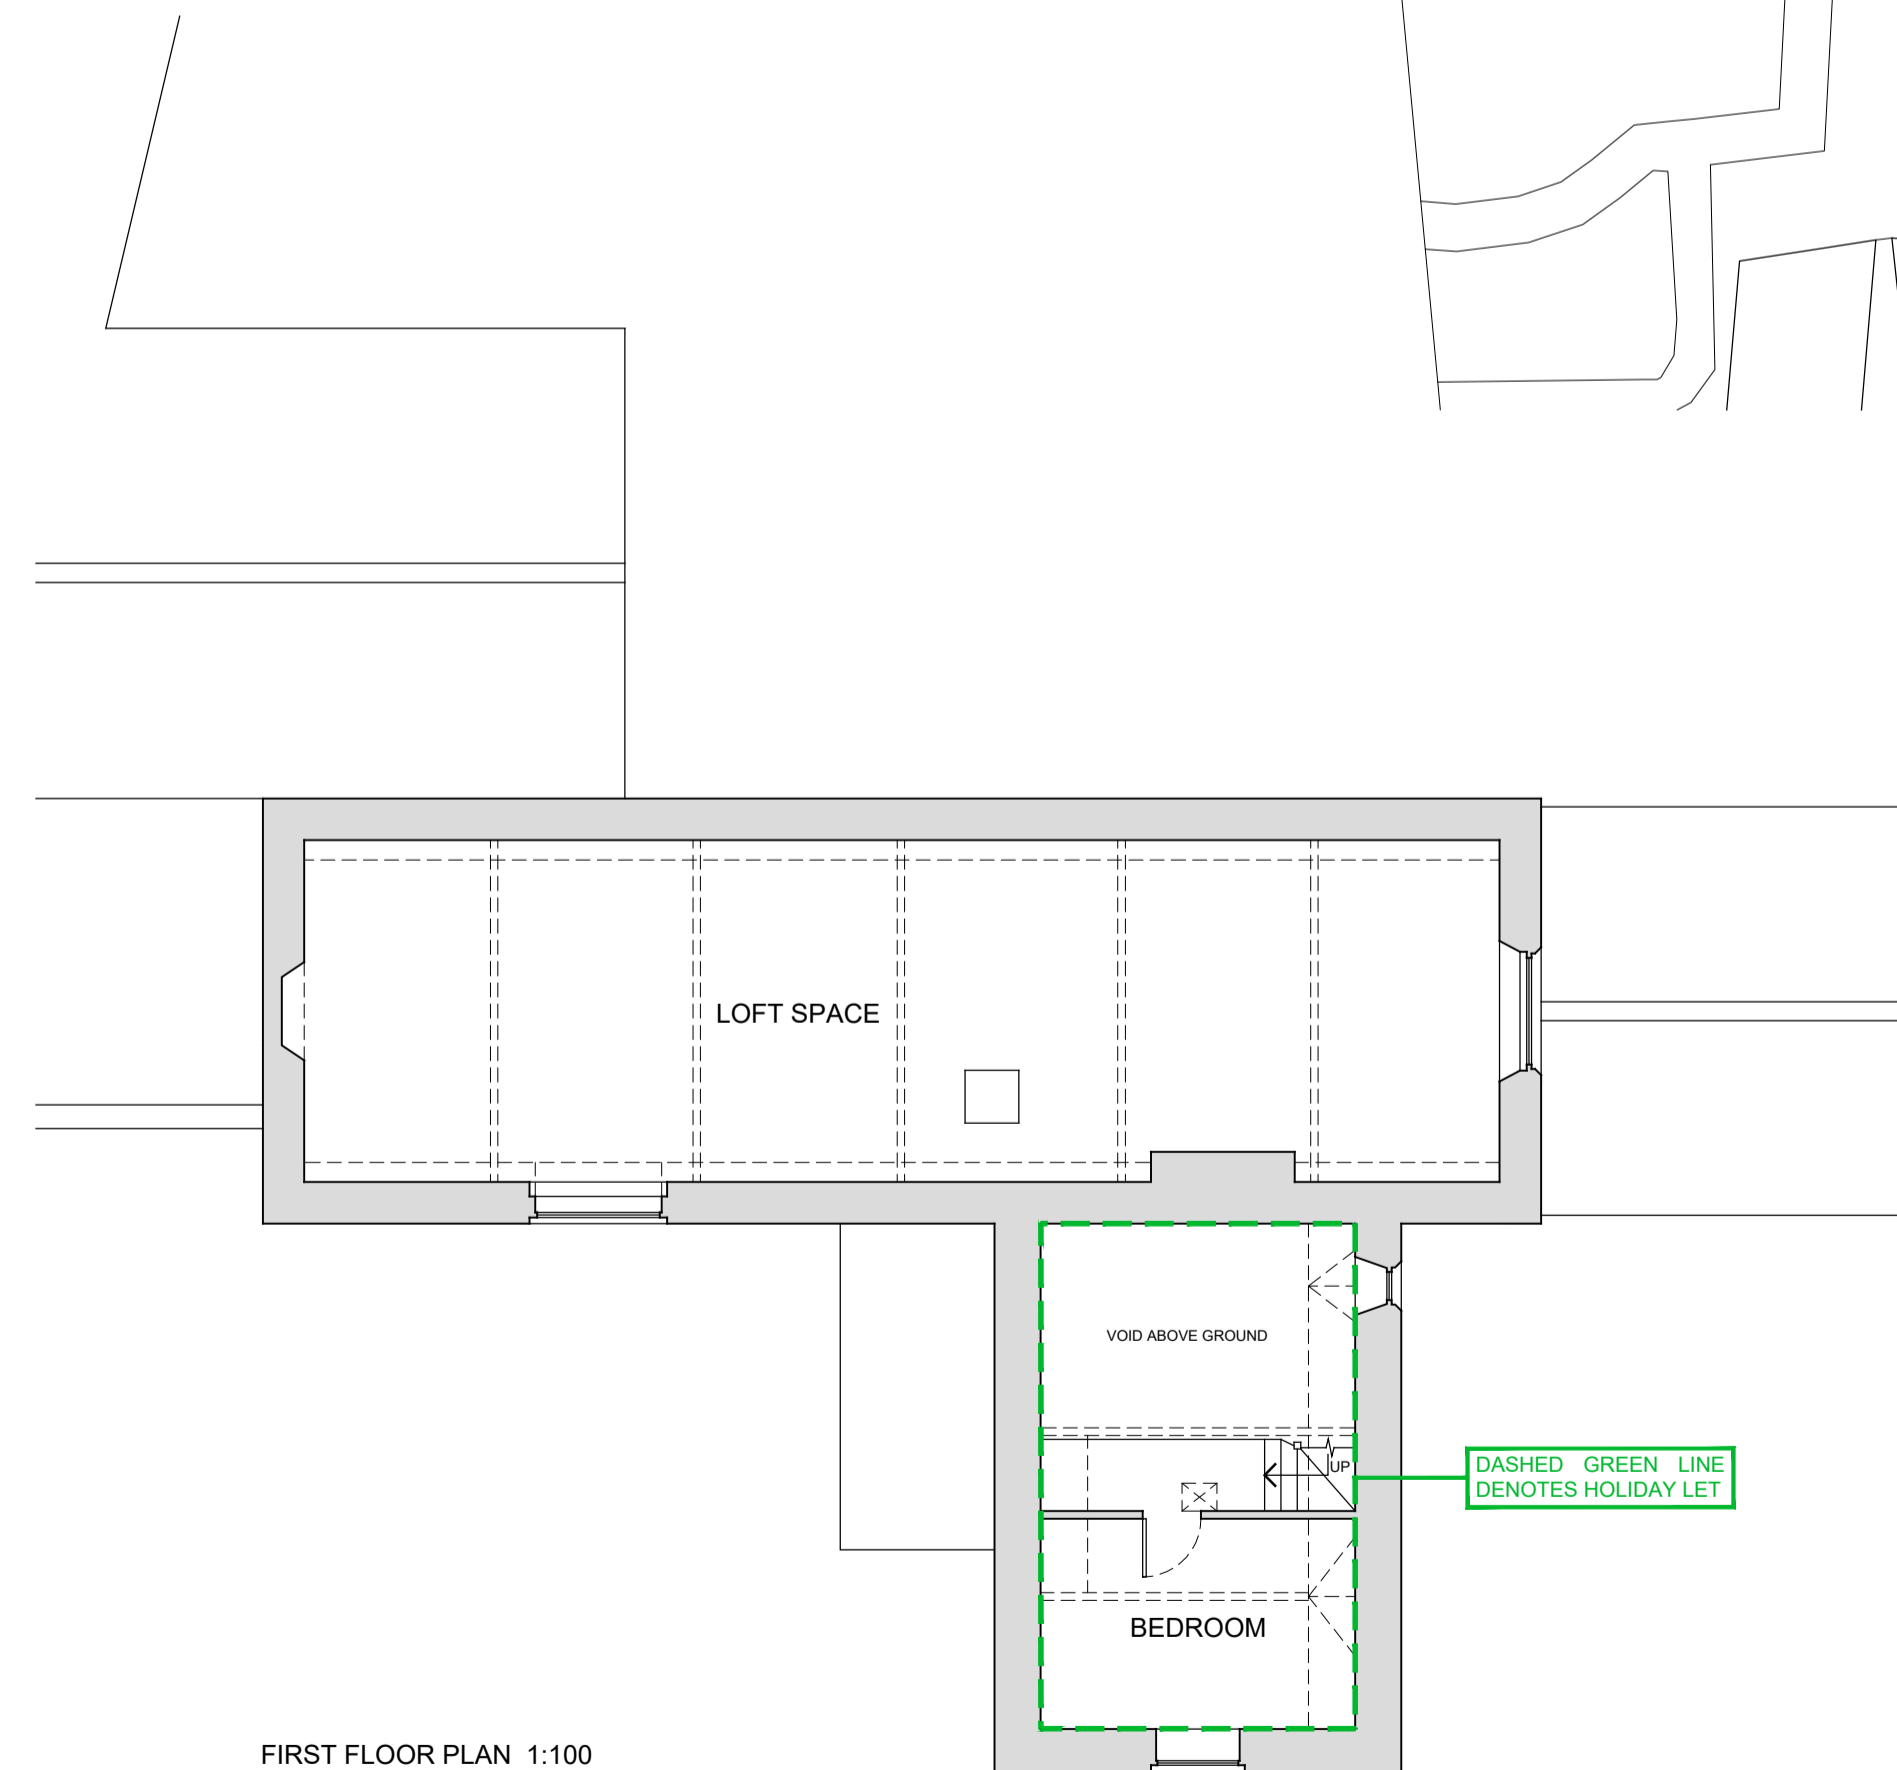 LOFT SPACE
VOID ABOVE GROUND
UP
DASHED GREEN LINE
DENOTES HOLIDAY LET
BEDROOM
FIRST FLOOR PLAN 1:100